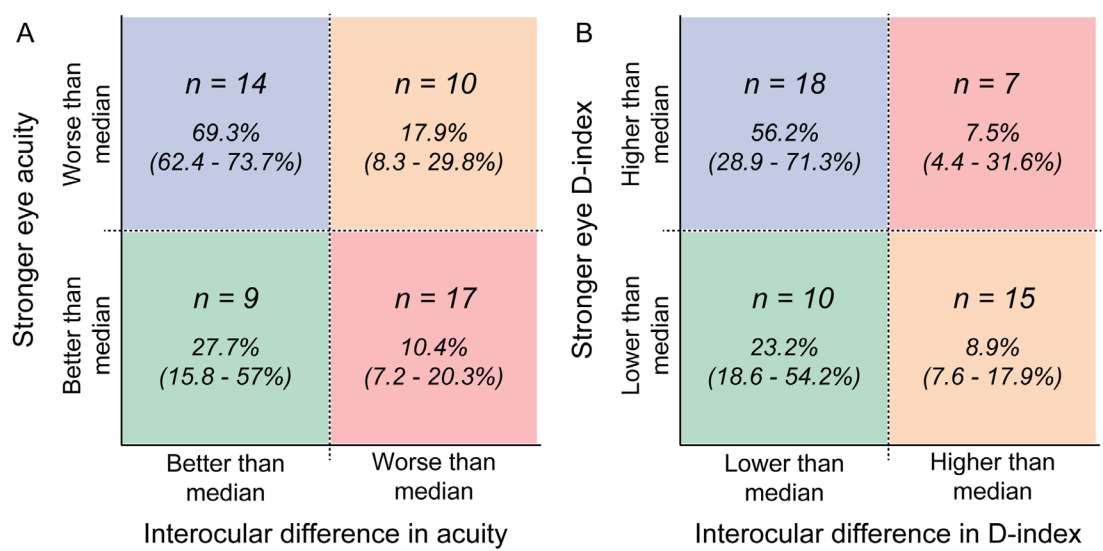 A
Stronger eye acuity
Worse than
median
Better than
median
n = 14
69.3%
(62.4 - 73.7%)
n = 10
17.9%
(8.3 - 29.8%)
n = 9
27.7%
(15.8 - 57%)
n = 17
10.4%
(7.2 - 20.3%)
Better than
median
Worse than
median
Interocular difference in acuity
B
Stronger eye D-index
Higher than
median
Lower than
median
n = 18
56.2%
(28.9 - 71.3%)
n = 7
7.5%
(4.4 - 31.6%)
n = 10
23.2%
(18.6 - 54.2%)
n = 15
8.9%
(7.6 - 17.9%)
Lower than
median
Higher than
median
Interocular difference in D-index